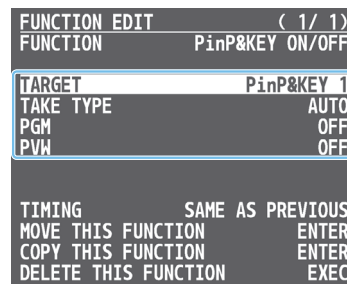 FUNCTION EDIT ( 1/ 1)
FUNCTION PinP&KEY ON/OFF
TARGET PinP&KEY 1
TAKE TYPE AUTO
PGM OFF
PVW OFF
TIMING SAME AS PREVIOUS
MOVE THIS FUNCTION ENTER
COPY THIS FUNCTION ENTER
DELETE THIS FUNCTION EXEC